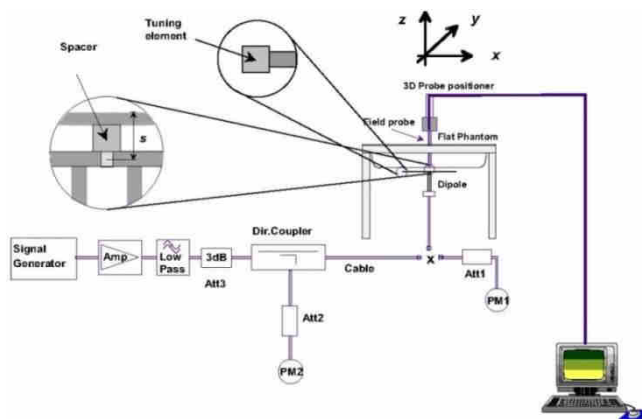 Tuning
element
Spacer
s
z
y
x
3D Probe positioner
Field probe
Flat Phantom
Dipole
Signal
Generator
Amp
Low
Pass
3dB
Att3
Dir.Coupler
Cable
x
Att1
PM1
Att2
PM2